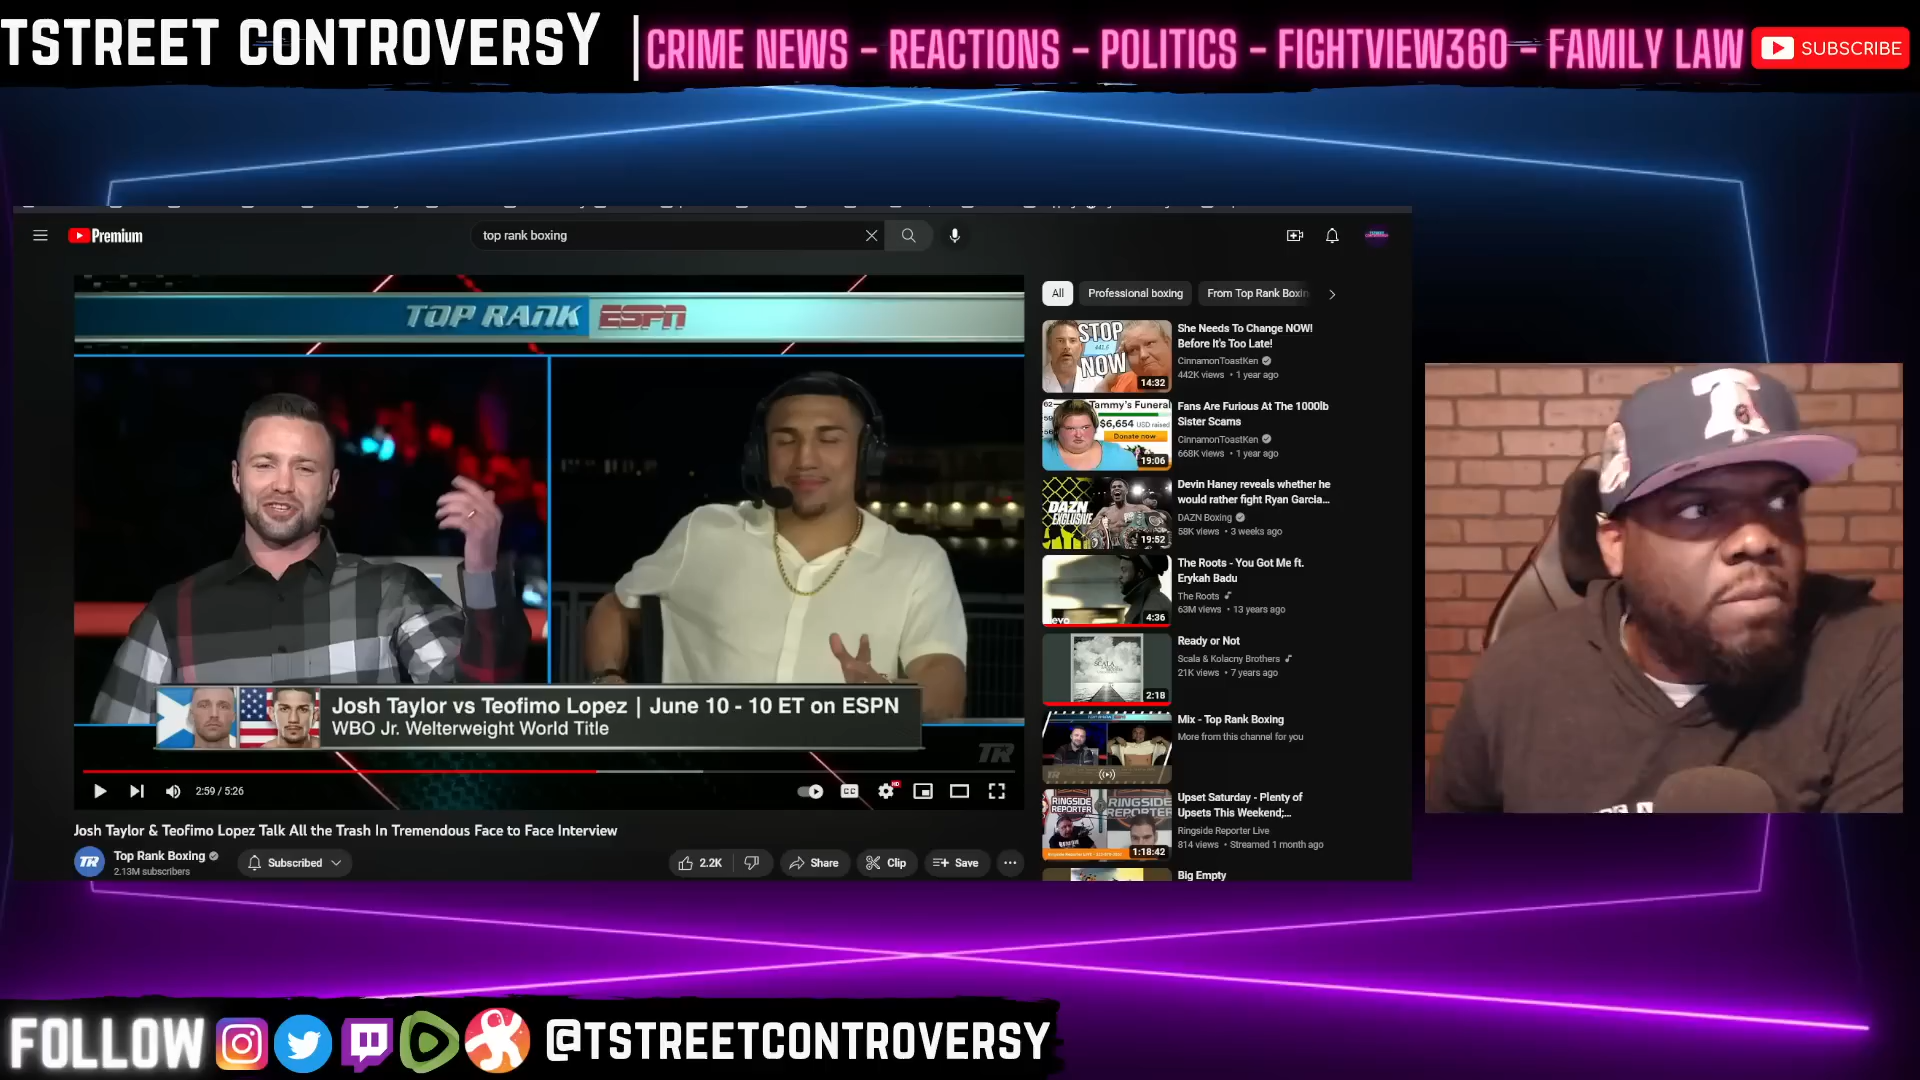 TSTREET CONTROVERSY
CRIME NEWS - REACTIONS - POLITICS - FIGHTVIEW360 - FAMILY LAW
SUBSCRIBE
Premium
top rank boxing
TOP RANK ESPN
Josh Taylor vs Teofimo Lopez | June 10 - 10 ET on ESPN
WBO Jr. Welterweight World Title
TR
2:59 / 5:26
CC
HD
Josh Taylor & Teofimo Lopez Talk All the Trash In Tremendous Face to Face Interview
TR
Top Rank Boxing
2.13M subscribers
Subscribed
2.2K
Share
Clip
Save
All
Professional boxing
From Top Rank Boxin
STOP
NOW
14:32
She Needs To Change NOW!
Before It's Too Late!
CinnamonToastKen
442K views • 1 year ago
Tammy's Funeral
$6,654 USD raised
Donate now
19:06
Fans Are Furious At The 1000lb
Sister Scams
CinnamonToastKen
668K views • 1 year ago
DAZN
EXCLUSIVE
19:52
Devin Haney reveals whether he
would rather fight Ryan Garcia...
DAZN Boxing
58K views • 3 weeks ago
vevo
4:36
The Roots - You Got Me ft.
Erykah Badu
The Roots
63M views • 13 years ago
SCALA
2:18
Ready or Not
Scala & Kolacny Brothers
21K views • 7 years ago
Mix - Top Rank Boxing
More from this channel for you
RINGSIDE
REPORTER
RINGSIDE
REPORTER
1:18:42
Upset Saturday - Plenty of
Upsets This Weekend;...
Ringside Reporter Live
814 views • Streamed 1 month ago
Big Empty
FOLLOW
@TSTREETCONTROVERSY